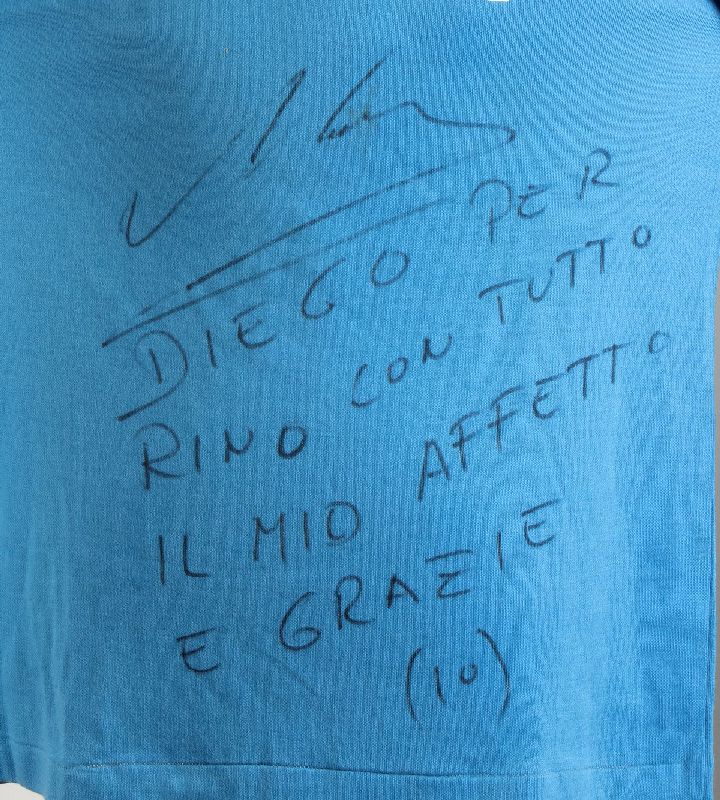 DIEGO PER
RINO CON TUTTO
IL MIO AFFETTO
E GRAZIE
(10)